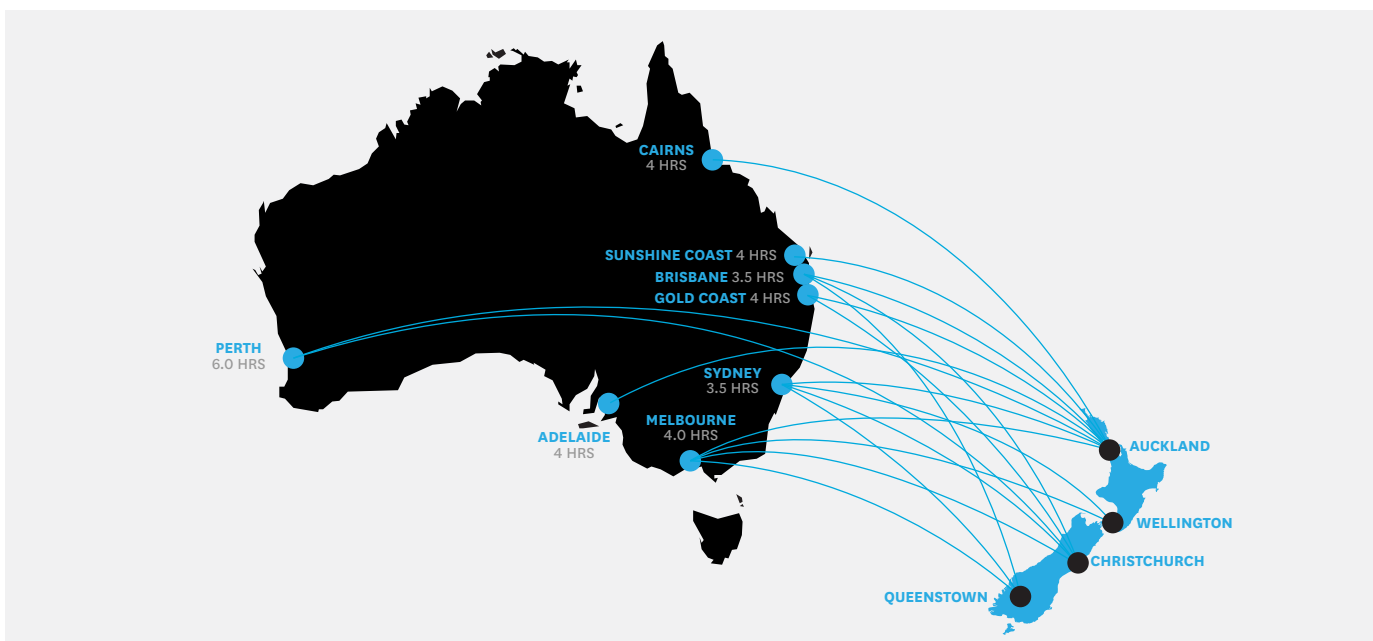 CAIRNS
4 HRS
SUNSHINE COAST 4 HRS
BRISBANE 3.5 HRS
GOLD COAST 4 HRS
PERTH
6.0 HRS
SYDNEY
3.5 HRS
MELBOURNE
4.0 HRS
ADELAIDE
4 HRS
AUCKLAND
WELLINGTON
CHRISTCHURCH
QUEENSTOWN